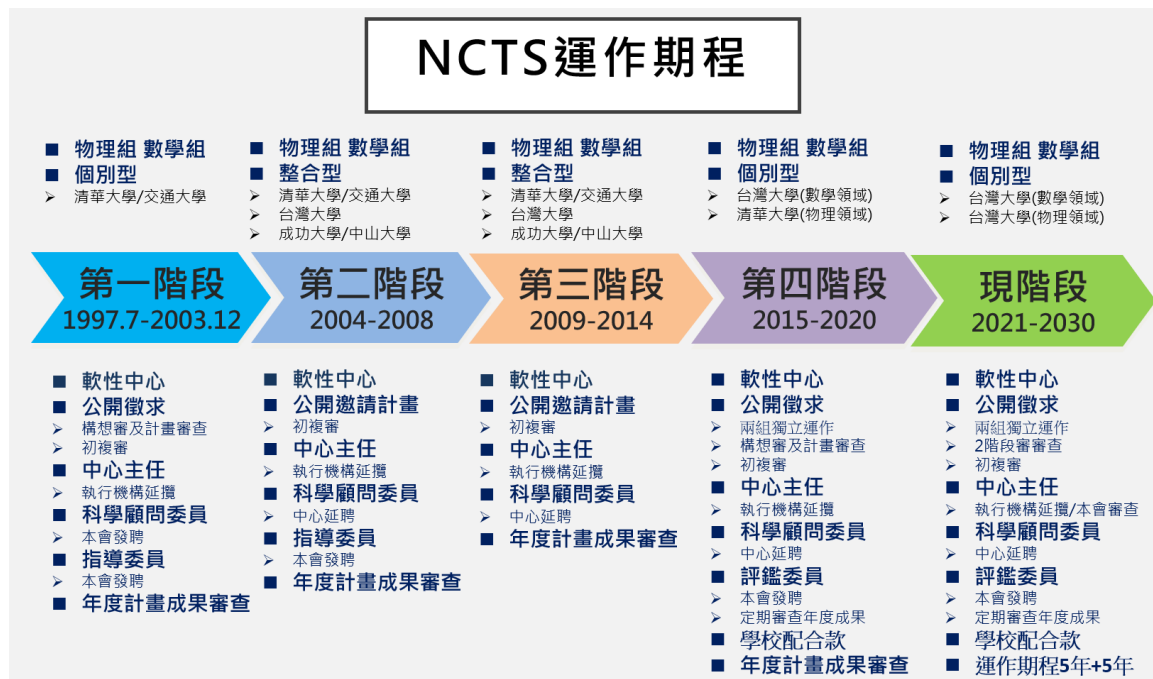 NCTS運作期程
■ 物理組 數學組
■ 個別型
➢ 清華大學/交通大學
■ 物理組 數學組
■ 整合型
➢ 清華大學/交通大學
➢ 台灣大學
➢ 成功大學/中山大學
■ 物理組 數學組
■ 整合型
➢ 清華大學/交通大學
➢ 台灣大學
➢ 成功大學/中山大學
■ 物理組 數學組
■ 個別型
➢ 台灣大學(數學領域)
➢ 清華大學(物理領域)
■ 物理組 數學組
■ 個別型
➢ 台灣大學(數學領域)
➢ 台灣大學(物理領域)
第一階段
1997.7-2003.12
第二階段
2004-2008
第三階段
2009-2014
第四階段
2015-2020
現階段
2021-2030
■ 軟性中心
■ 公開徵求
➢ 構想審及計畫審查
➢ 初複審
■ 中心主任
➢ 執行機構延攬
■ 科學顧問委員
➢ 本會發聘
■ 指導委員
➢ 本會發聘
■ 年度計畫成果審查
■ 軟性中心
■ 公開邀請計畫
➢ 初複審
■ 中心主任
➢ 執行機構延攬
■ 科學顧問委員
➢ 中心延聘
■ 指導委員
➢ 本會發聘
■ 年度計畫成果審查
■ 軟性中心
■ 公開邀請計畫
➢ 初複審
■ 中心主任
➢ 執行機構延攬
■ 科學顧問委員
➢ 中心延聘
■ 年度計畫成果審查
■ 軟性中心
■ 公開徵求
➢ 兩組獨立運作
➢ 構想審及計畫審查
➢ 初複審
■ 中心主任
➢ 執行機構延攬
■ 科學顧問委員
➢ 中心延聘
■ 評鑑委員
➢ 本會發聘
➢ 定期審查年度成果
■ 學校配合款
■ 年度計畫成果審查
■ 軟性中心
■ 公開徵求
➢ 兩組獨立運作
➢ 2階段審審查
➢ 初複審
■ 中心主任
➢ 執行機構延攬/本會審查
■ 科學顧問委員
➢ 中心延聘
■ 評鑑委員
➢ 本會發聘
➢ 定期審查年度成果
■ 學校配合款
■ 運作期程5年+5年